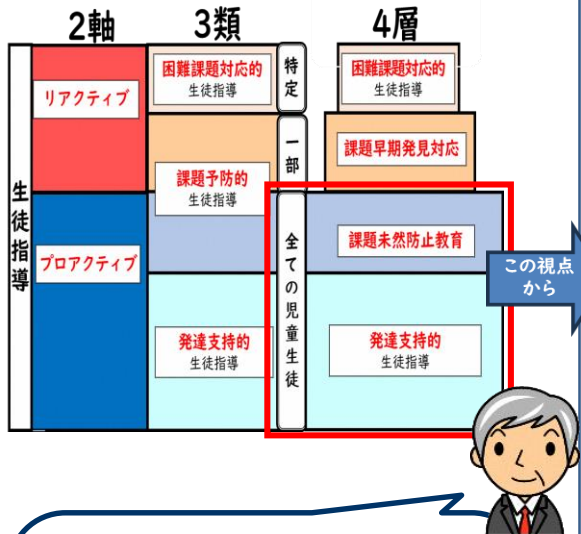 2軸
3類
4層
生徒指導
リアクティブ
プロアクティブ
困難課題対応的
生徒指導
課題予防的
生徒指導
発達支持的
生徒指導
特定
一部
全ての児童生徒
困難課題対応的
生徒指導
課題早期発見対応
課題未然防止教育
発達支持的
生徒指導
この視点
から